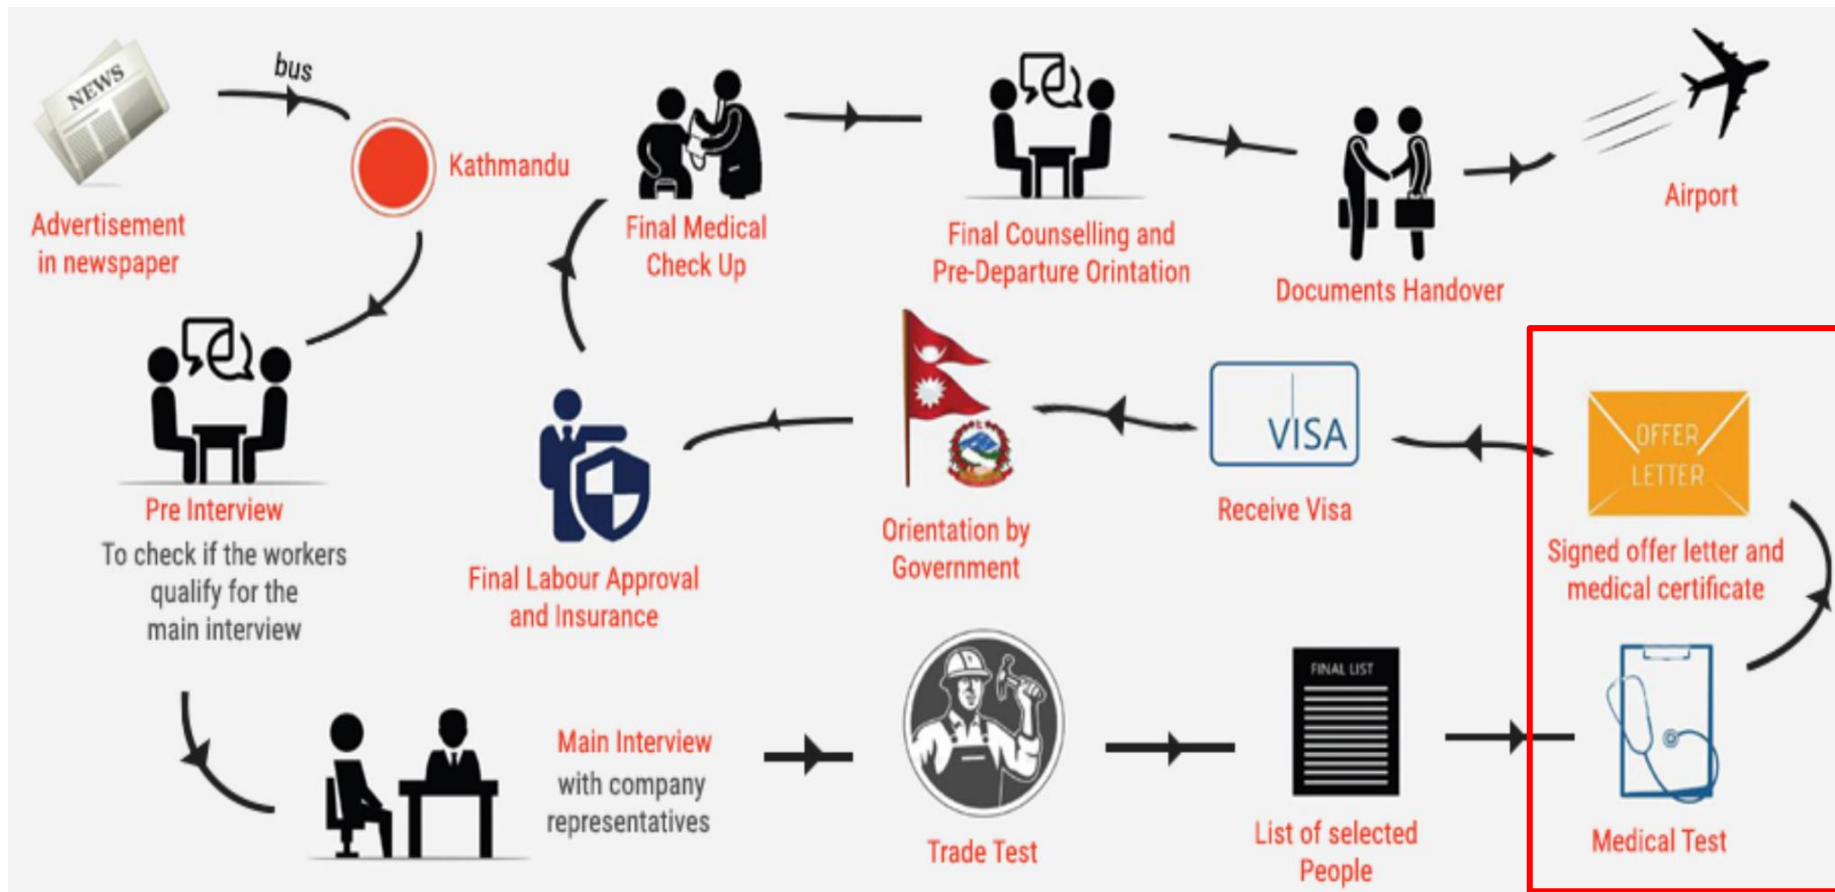 NEWS
Advertisement
in newspaper
bus
Kathmandu
Pre Interview
To check if the workers
qualify for the
main interview
Main Interview
with company
representatives
Trade Test
FINAL LIST
List of selected
People
Medical Test
OFFER
LETTER
Signed offer letter and
medical certificate
VISA
Receive Visa
Orientation by
Government
Final Labour Approval
and Insurance
Final Medical
Check Up
Final Counselling and
Pre-Departure Orintation
Documents Handover
Airport